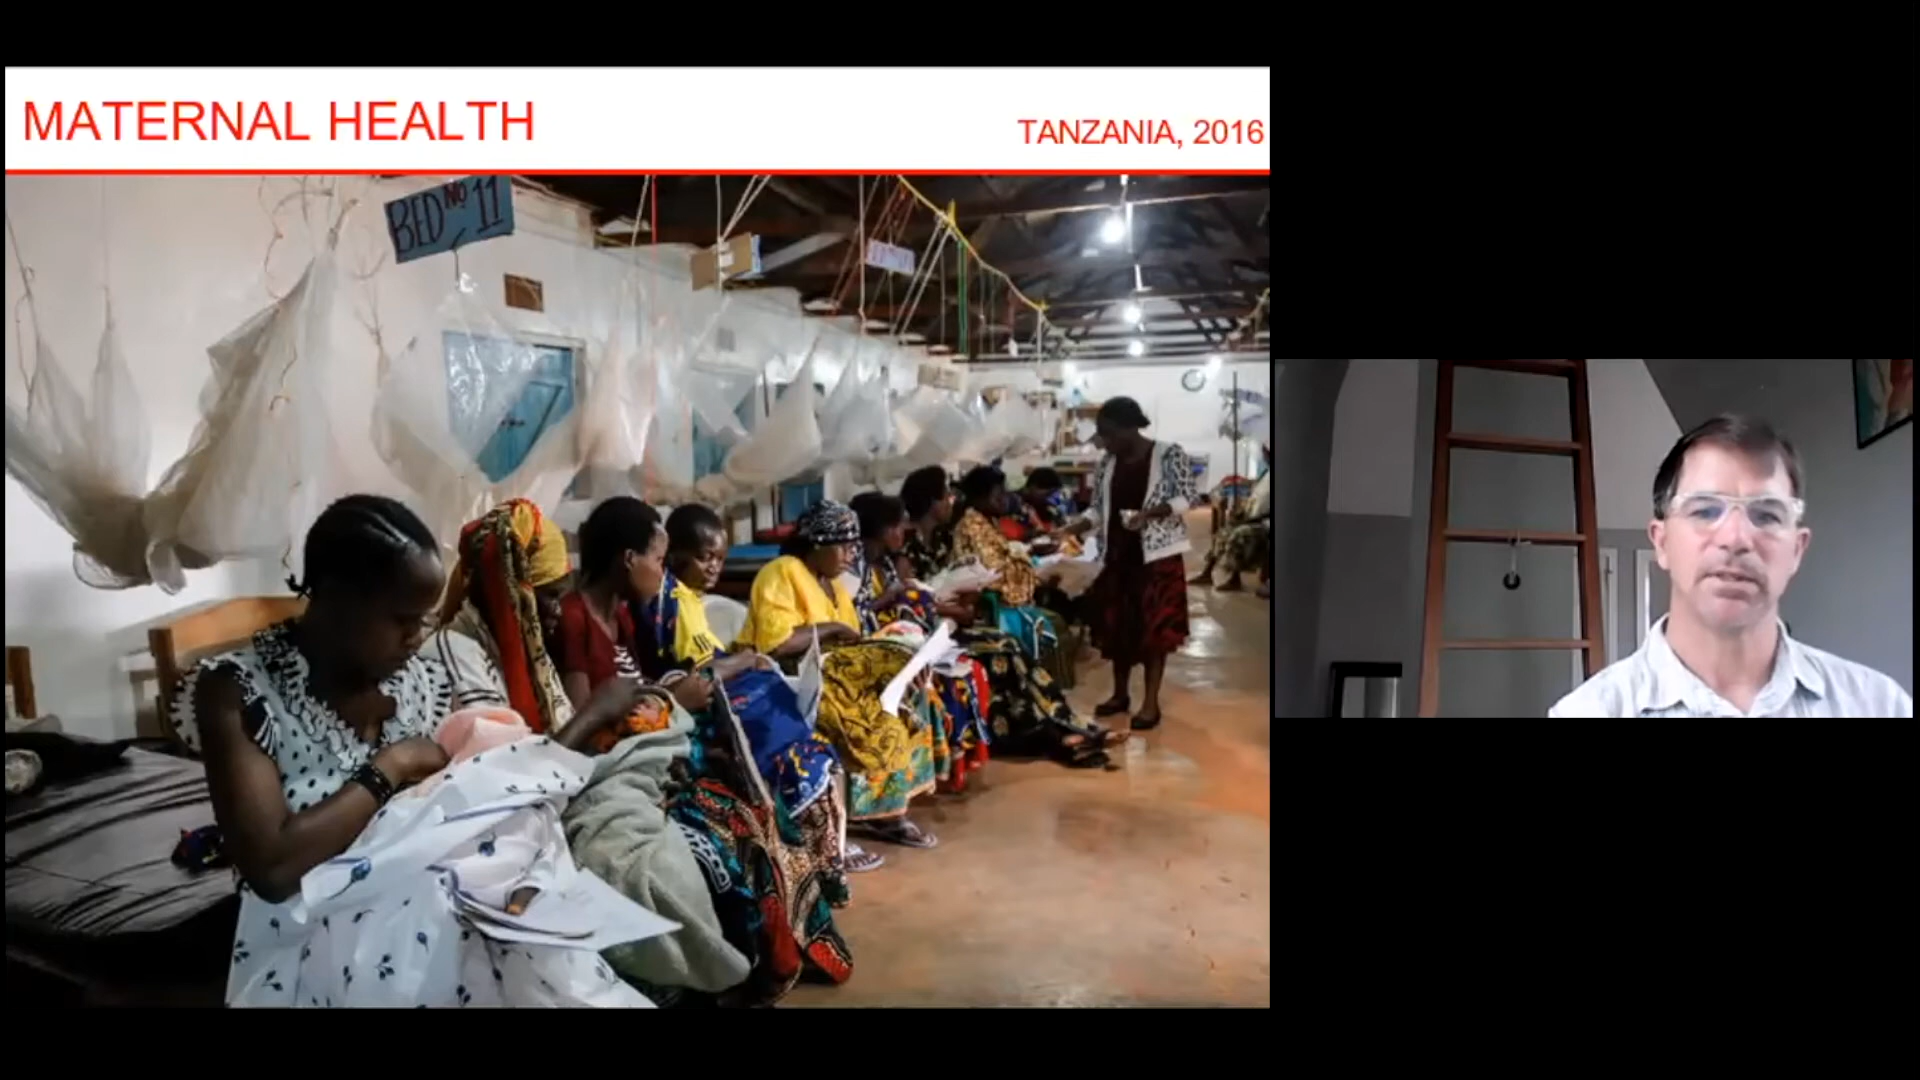 MATERNAL HEALTH
TANZANIA, 2016
BED No 11